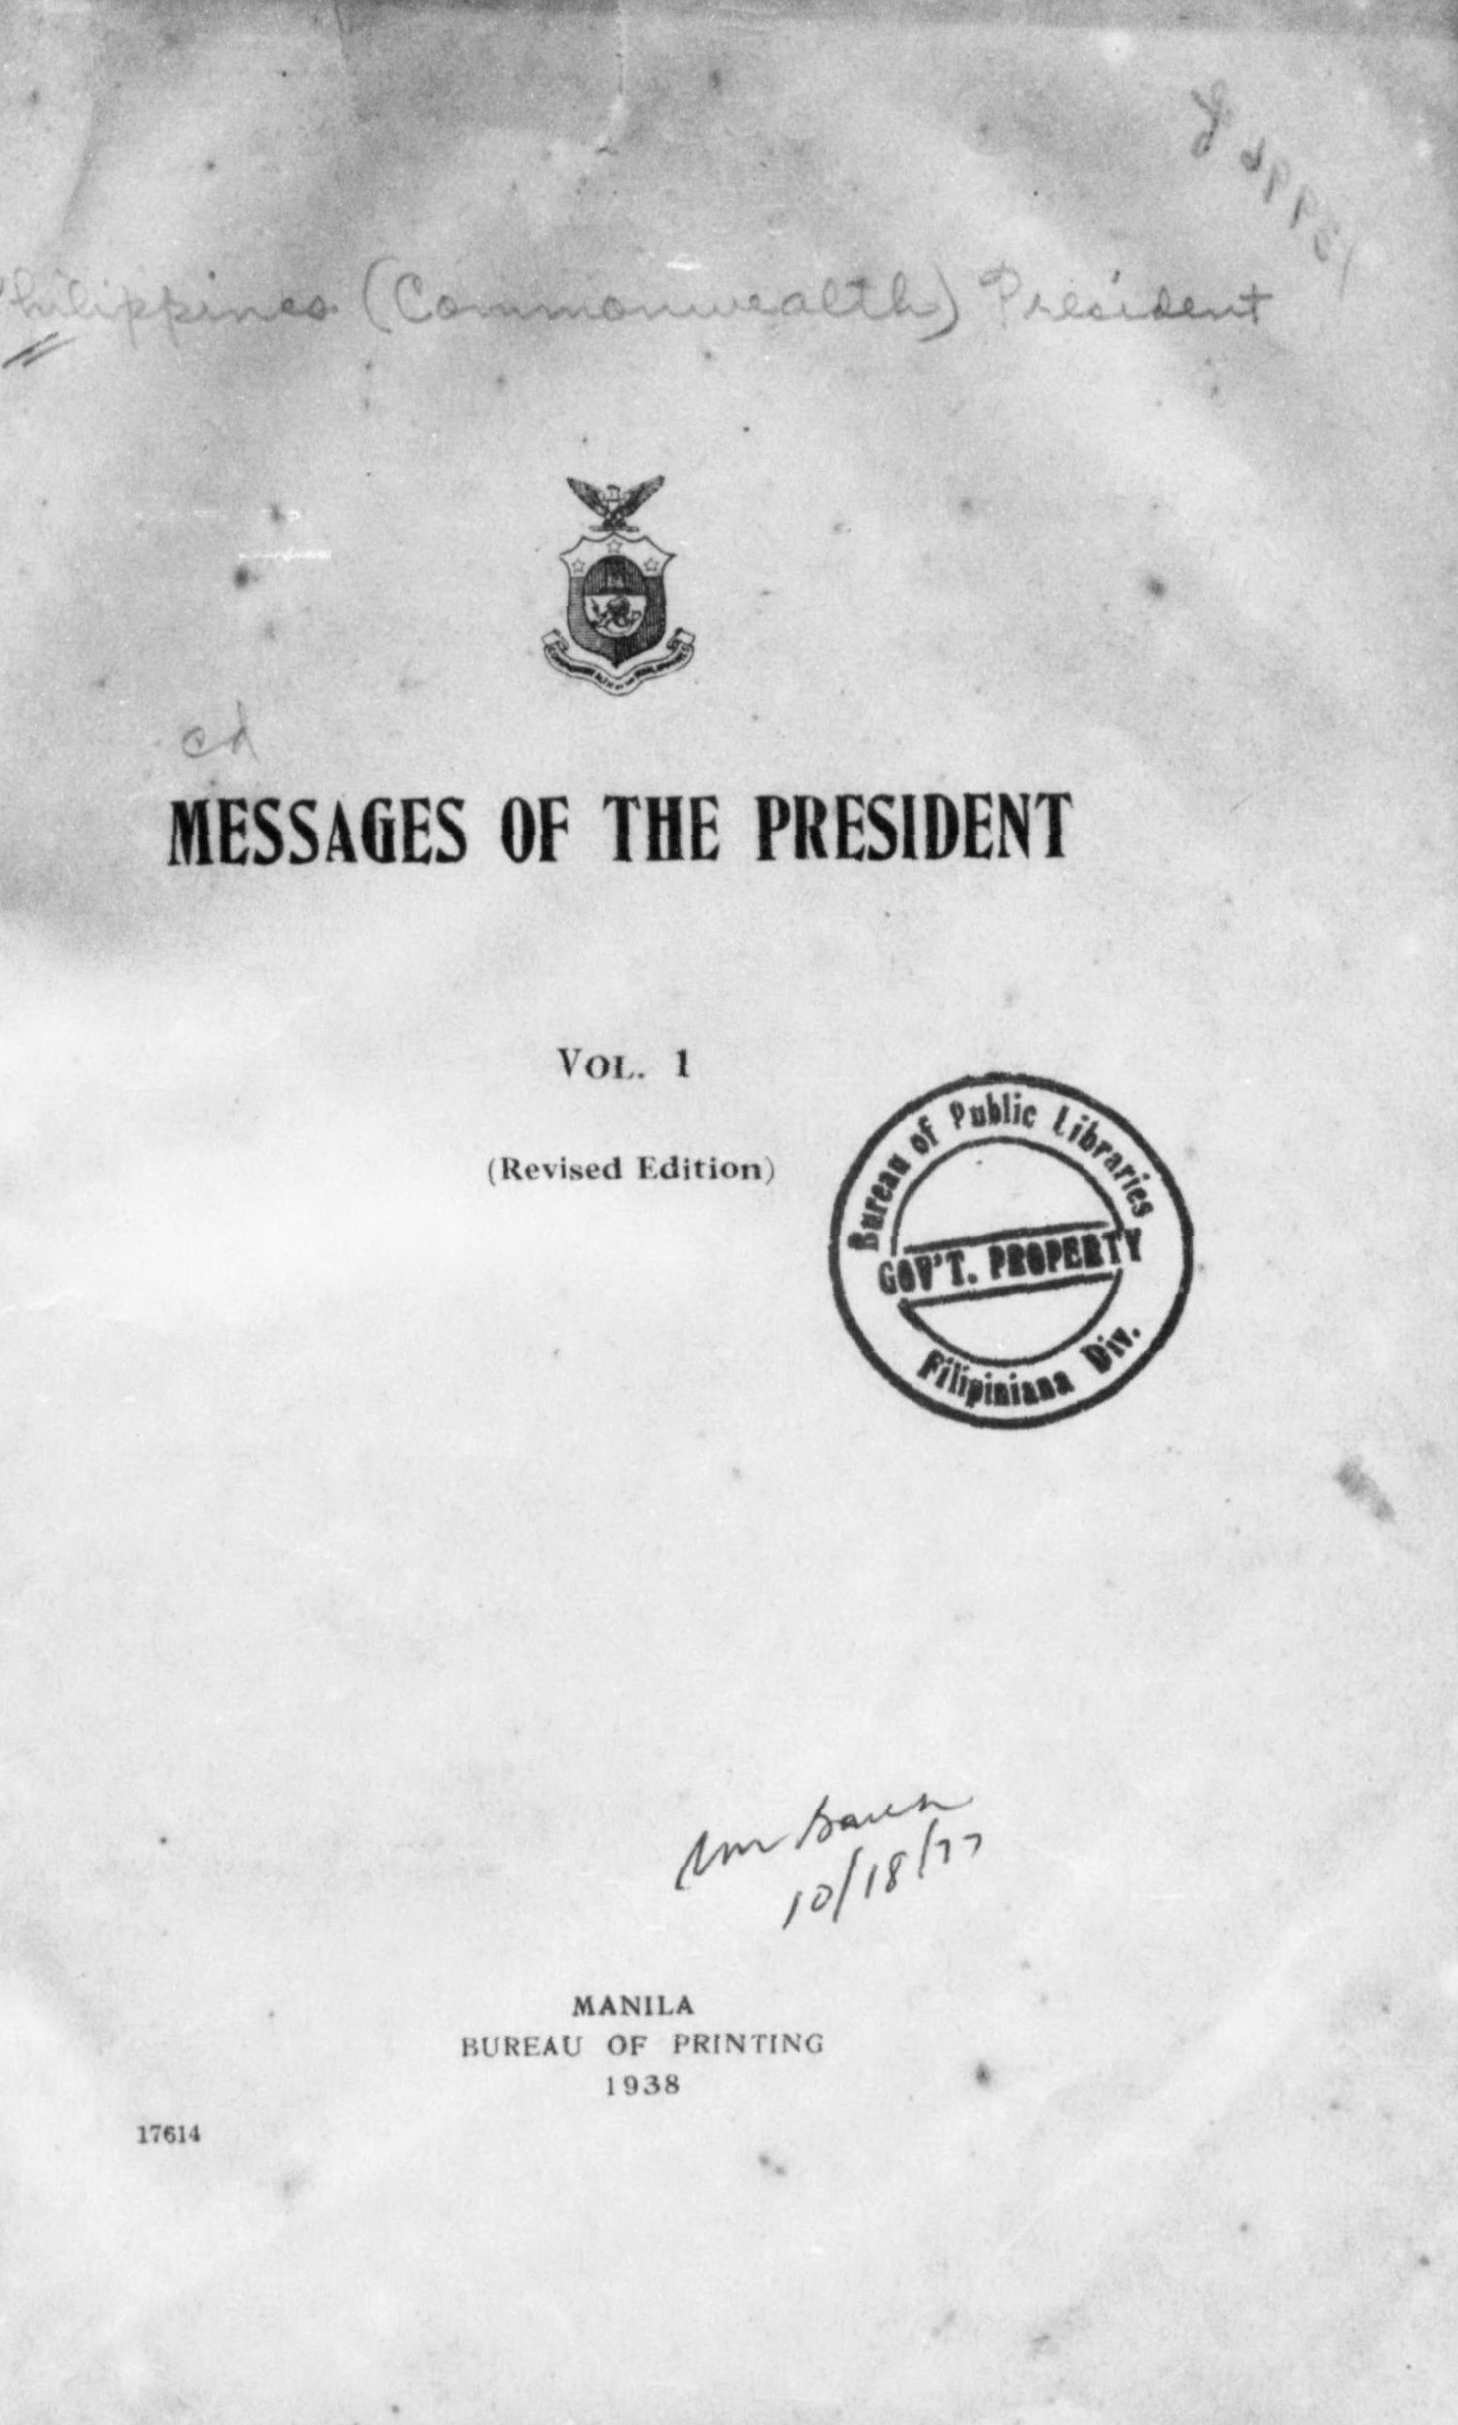 Philippines (Commonwealth) President
cd
MESSAGES OF THE PRESIDENT
VOL. 1
(Revised Edition)
Bureau of Public Libraries
GOV'T. PROPERTY
Filipiniana Div.
10/18/77
MANILA
BUREAU OF PRINTING
1938
17614